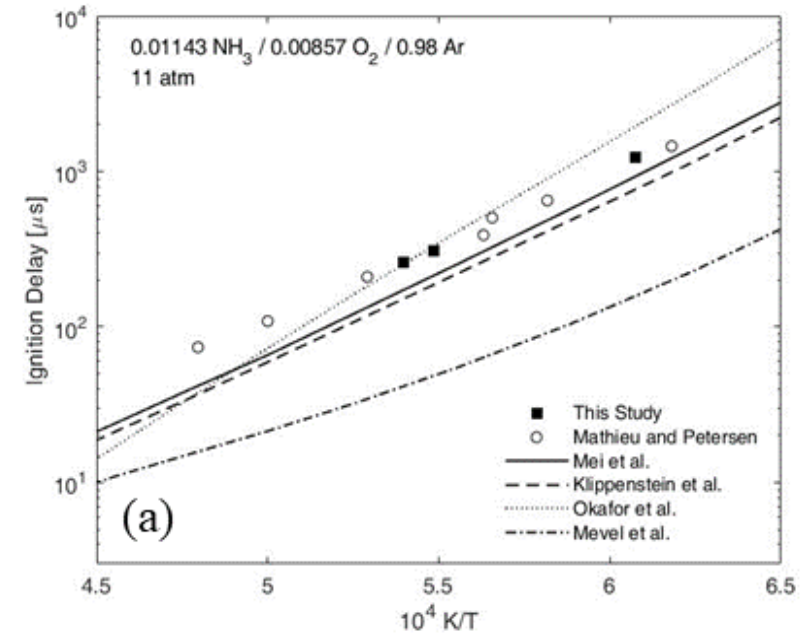 0.01143 NH3 / 0.00857 O2 / 0.98 Ar
11 atm
Ignition Delay [μs]
10^4
10^3
10^2
10^1
This Study
Mathieu and Petersen
Mei et al.
Klippenstein et al.
Okafor et al.
Mevel et al.
(a)
4.5 5 5.5 6 6.5
10^4 K/T